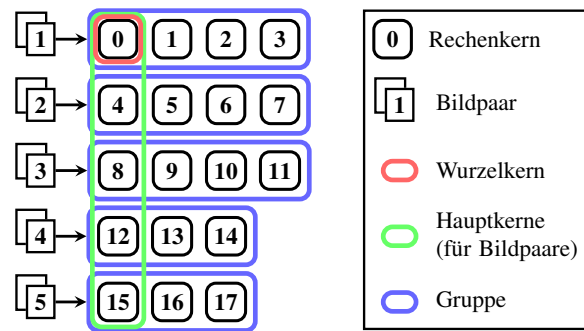 1 0 1 2 3
2 4 5 6 7
3 8 9 10 11
4 12 13 14
5 15 16 17
0 Rechenkern
1 Bildpaar
Wurzelkern
Hauptkerne
(für Bildpaare)
Gruppe